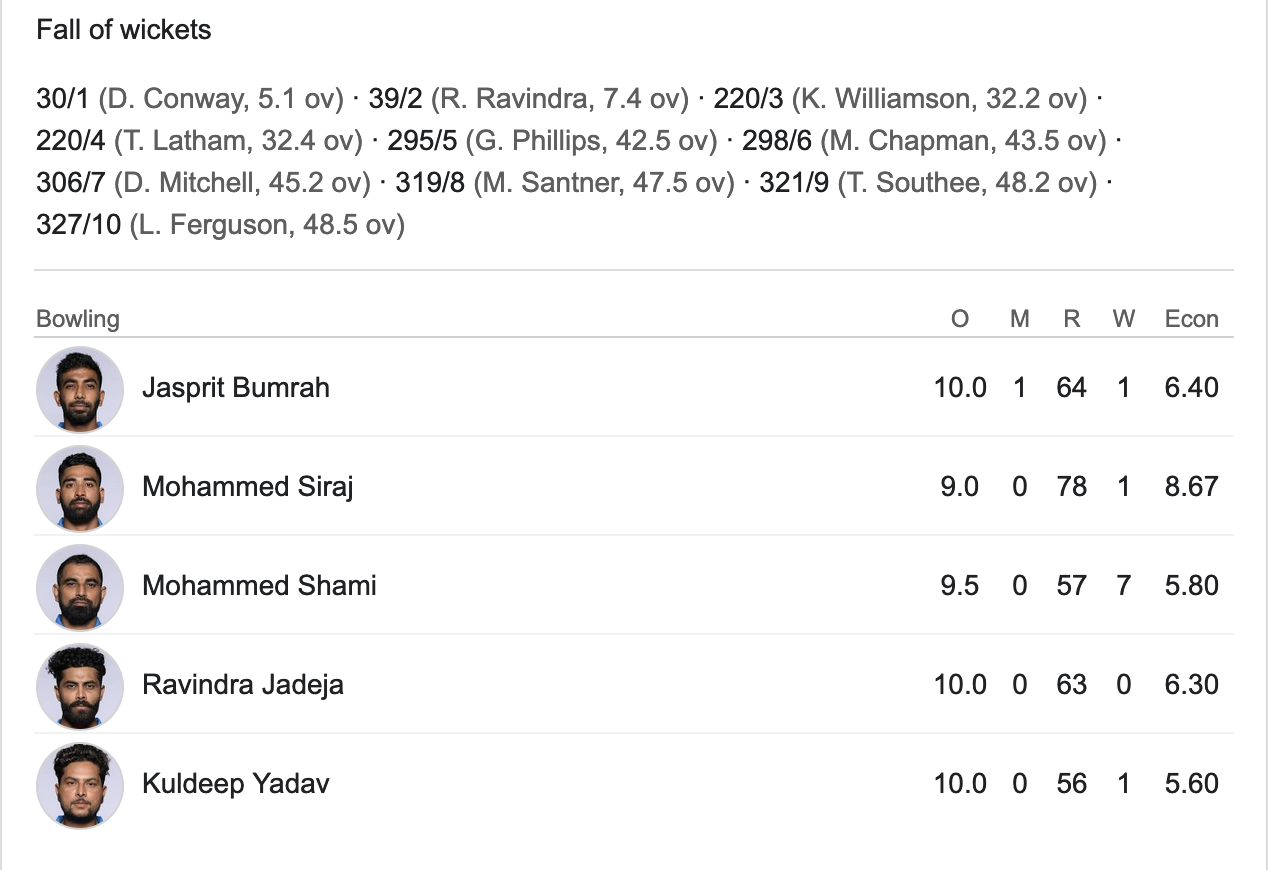 Fall of wickets
30/1 (D. Conway, 5.1 ov) · 39/2 (R. Ravindra, 7.4 ov) · 220/3 (K. Williamson, 32.2 ov) ·
220/4 (T. Latham, 32.4 ov) · 295/5 (G. Phillips, 42.5 ov) · 298/6 (M. Chapman, 43.5 ov) ·
306/7 (D. Mitchell, 45.2 ov) · 319/8 (M. Santner, 47.5 ov) · 321/9 (T. Southee, 48.2 ov) ·
327/10 (L. Ferguson, 48.5 ov)
Bowling O M R W Econ
Jasprit Bumrah 10.0 1 64 1 6.40
Mohammed Siraj 9.0 0 78 1 8.67
Mohammed Shami 9.5 0 57 7 5.80
Ravindra Jadeja 10.0 0 63 0 6.30
Kuldeep Yadav 10.0 0 56 1 5.60